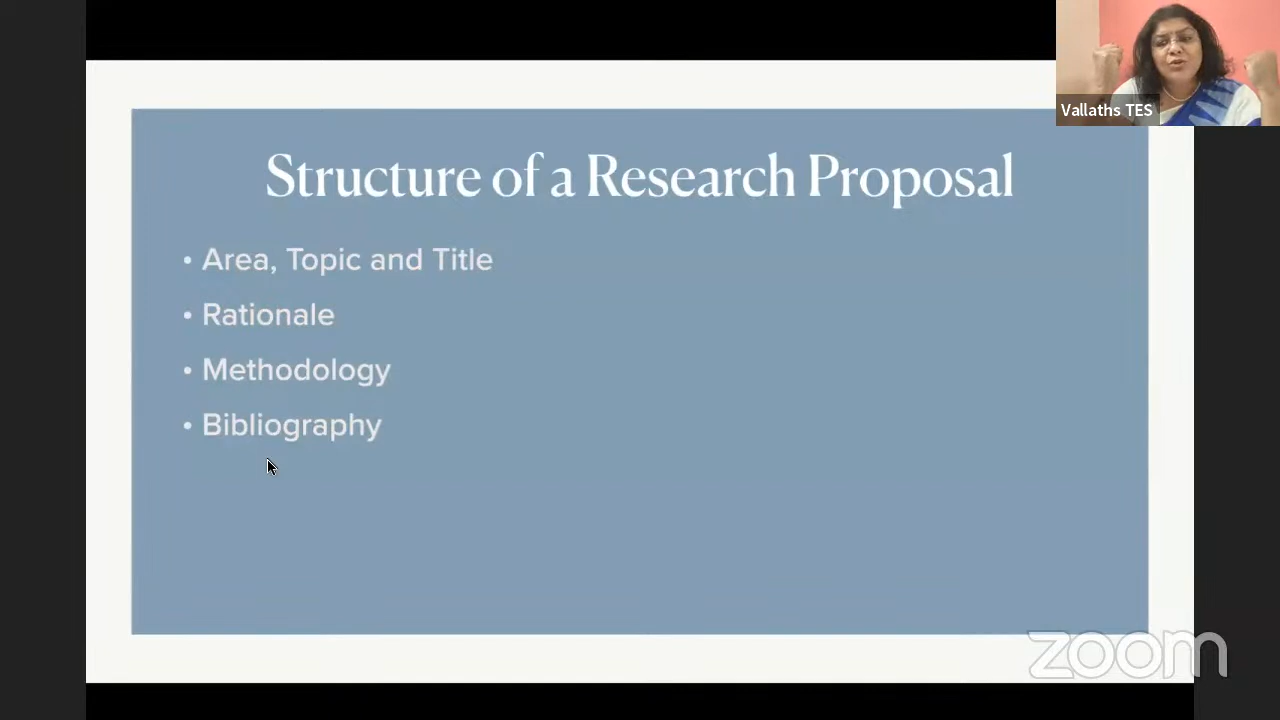 Vallaths TES
Structure of a Research Proposal
• Area, Topic and Title
• Rationale
• Methodology
• Bibliography
zoom